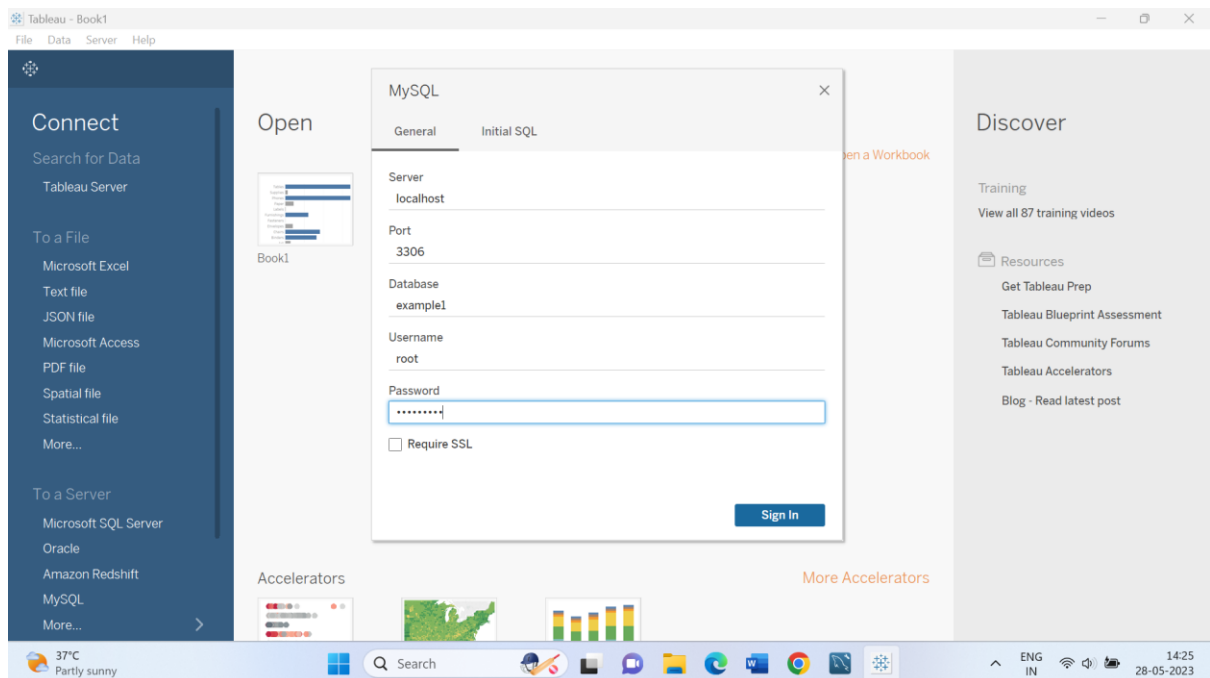 Tableau - Book1
File Data Server Help
Connect
Search for Data
Tableau Server
To a File
Microsoft Excel
Text file
JSON file
Microsoft Access
PDF file
Spatial file
Statistical file
More...
To a Server
Microsoft SQL Server
Oracle
Amazon Redshift
MySQL
More...
Open
Book1
pen a Workbook
MySQL
General Initial SQL
Server
localhost
Port
3306
Database
example1
Username
root
Password
•••••••••
Require SSL
Sign In
Accelerators
More Accelerators
Discover
Training
View all 87 training videos
Resources
Get Tableau Prep
Tableau Blueprint Assessment
Tableau Community Forums
Tableau Accelerators
Blog - Read latest post
37°C
Partly sunny
Search
ENG
IN
14:25
28-05-2023